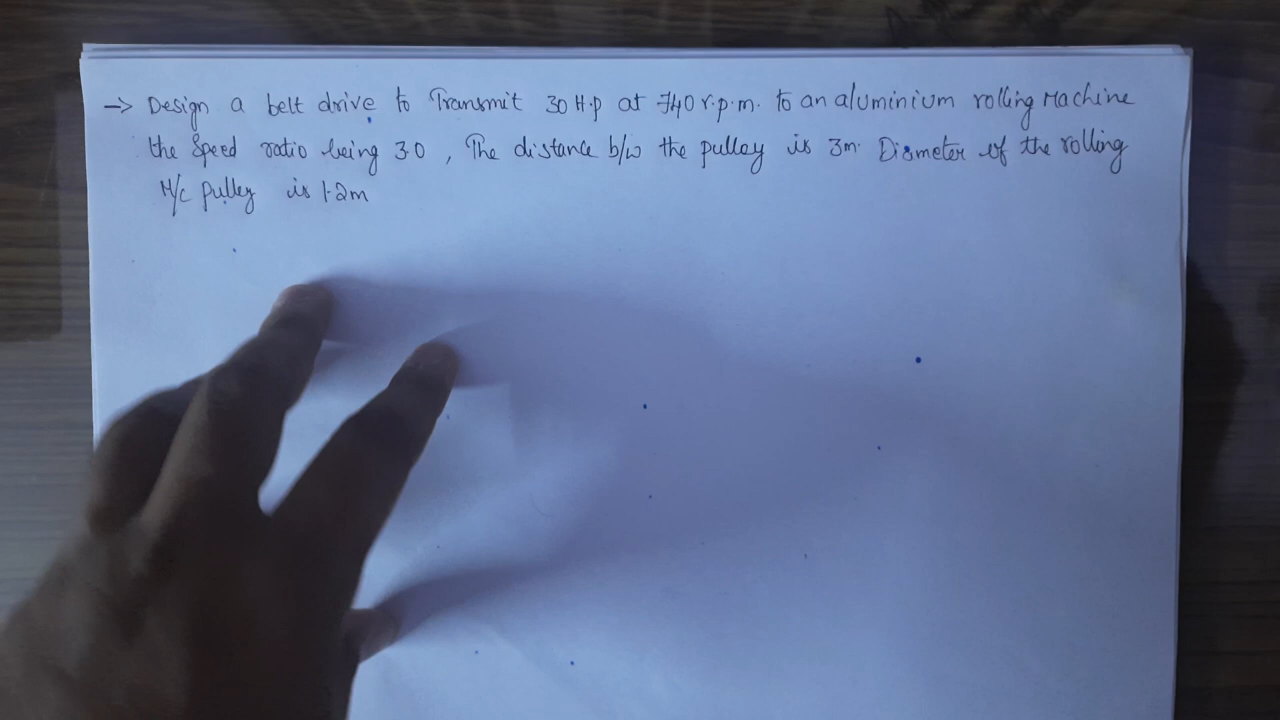 -> Design a belt drive to Transmit 30 H.p at 740 r.p.m. to an aluminium rolling Machine
the Speed ratio being 3.0 , The distance b/w the pulley is 3m. Diameter of the rolling
M/c pulley is 1.2m